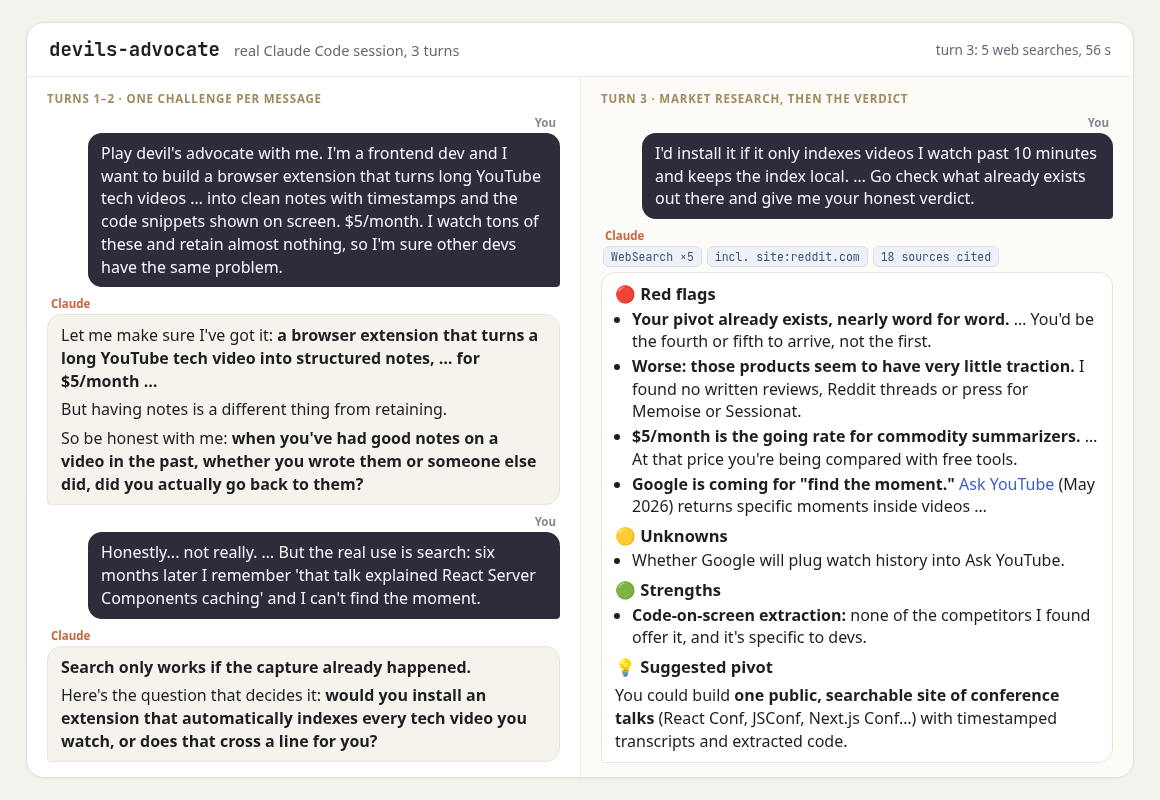 devils-advocate real Claude Code session, 3 turns
turn 3: 5 web searches, 56 s
TURNS 1–2 · ONE CHALLENGE PER MESSAGE
You
Play devil's advocate with me. I'm a frontend dev and I
want to build a browser extension that turns long YouTube
tech videos ... into clean notes with timestamps and the
code snippets shown on screen. $5/month. I watch tons of
these and retain almost nothing, so I'm sure other devs
have the same problem.
Claude
Let me make sure I've got it: a browser extension that turns a
long YouTube tech video into structured notes, ... for
$5/month ...
But having notes is a different thing from retaining.
So be honest with me: when you've had good notes on a
video in the past, whether you wrote them or someone else
did, did you actually go back to them?
You
Honestly... not really. ... But the real use is search: six
months later I remember 'that talk explained React Server
Components caching' and I can't find the moment.
Claude
Search only works if the capture already happened.
Here's the question that decides it: would you install an
extension that automatically indexes every tech video you
watch, or does that cross a line for you?
TURN 3 · MARKET RESEARCH, THEN THE VERDICT
You
I'd install it if it only indexes videos I watch past 10 minutes
and keeps the index local. ... Go check what already exists
out there and give me your honest verdict.
Claude
WebSearch ×5 incl. site:reddit.com 18 sources cited
🔴 Red flags
• Your pivot already exists, nearly word for word. ... You'd be
the fourth or fifth to arrive, not the first.
• Worse: those products seem to have very little traction. I
found no written reviews, Reddit threads or press for
Memoise or Sessionat.
• $5/month is the going rate for commodity summarizers. ...
At that price you're being compared with free tools.
• Google is coming for "find the moment." Ask YouTube (May
2026) returns specific moments inside videos ...
🟡 Unknowns
• Whether Google will plug watch history into Ask YouTube.
🟢 Strengths
• Code-on-screen extraction: none of the competitors I found
offer it, and it's specific to devs.
💡 Suggested pivot
You could build one public, searchable site of conference
talks (React Conf, JSConf, Next.js Conf...) with timestamped
transcripts and extracted code.